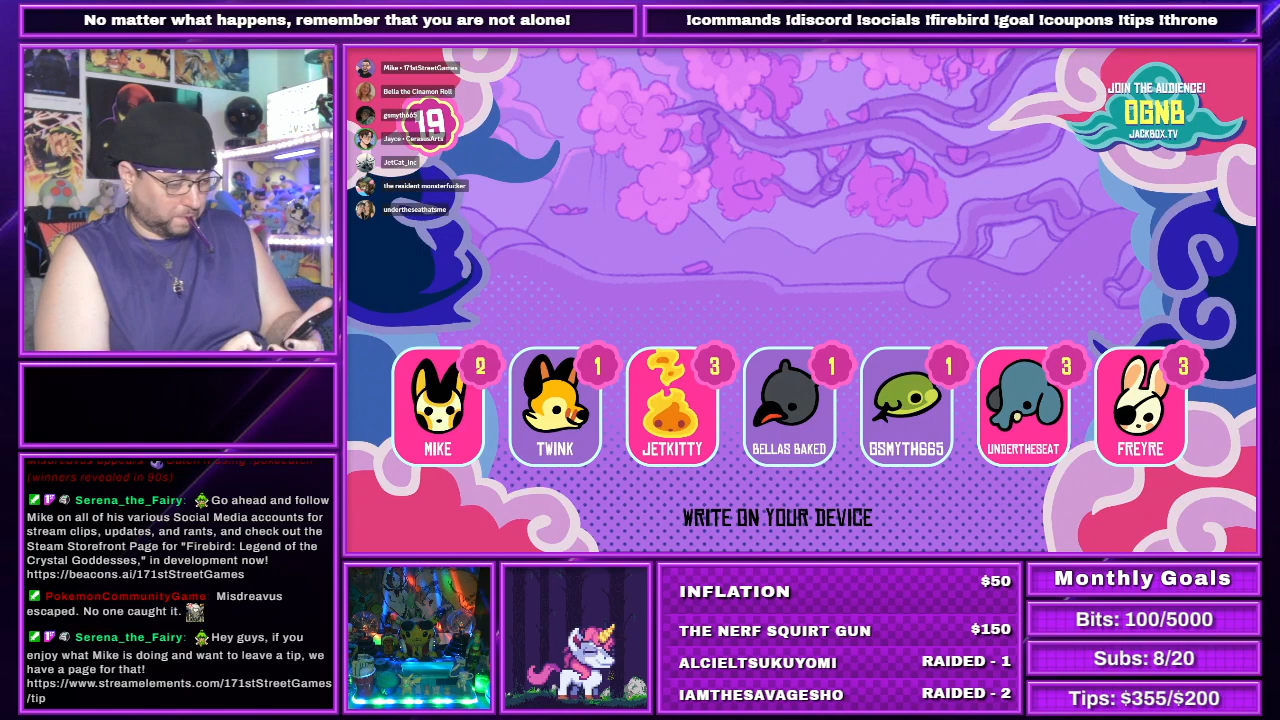 No matter what happens, remember that you are not alone!
!commands !discord !socials !firebird !goal !coupons !tips !throne
Mike • 171stStreetGames
Bella the Cinamon Roll
gsmyth665
Jayce • CerasusArts
JetCat_Inc
the resident monsterfucker
undertheseathatsme
19
JOIN THE AUDIENCE!
OGNB
JACKBOX.TV
2
1
3
1
1
3
3
MIKE
TWINK
JETKITTY
BELLAS BAKED
GSMYTH665
UNDERTHESEAT
FREYRE
WRITE ON YOUR DEVICE
(winners revealed in 90s)
Serena_the_Fairy: Go ahead and follow
Mike on all of his various Social Media accounts for
stream clips, updates, and rants, and check out the
Steam Storefront Page for "Firebird: Legend of the
Crystal Goddesses," in development now!
https://beacons.ai/171stStreetGames
PokemonCommunityGame Misdreavus
escaped. No one caught it.
Serena_the_Fairy: Hey guys, if you
enjoy what Mike is doing and want to leave a tip, we
have a page for that!
https://www.streamelements.com/171stStreetGames
/tip
INFLATION $50
THE NERF SQUIRT GUN $150
ALCIELTSUKUYOMI RAIDED - 1
IAMTHESAVAGESHO RAIDED - 2
Monthly Goals
Bits: 100/5000
Subs: 8/20
Tips: $355/$200